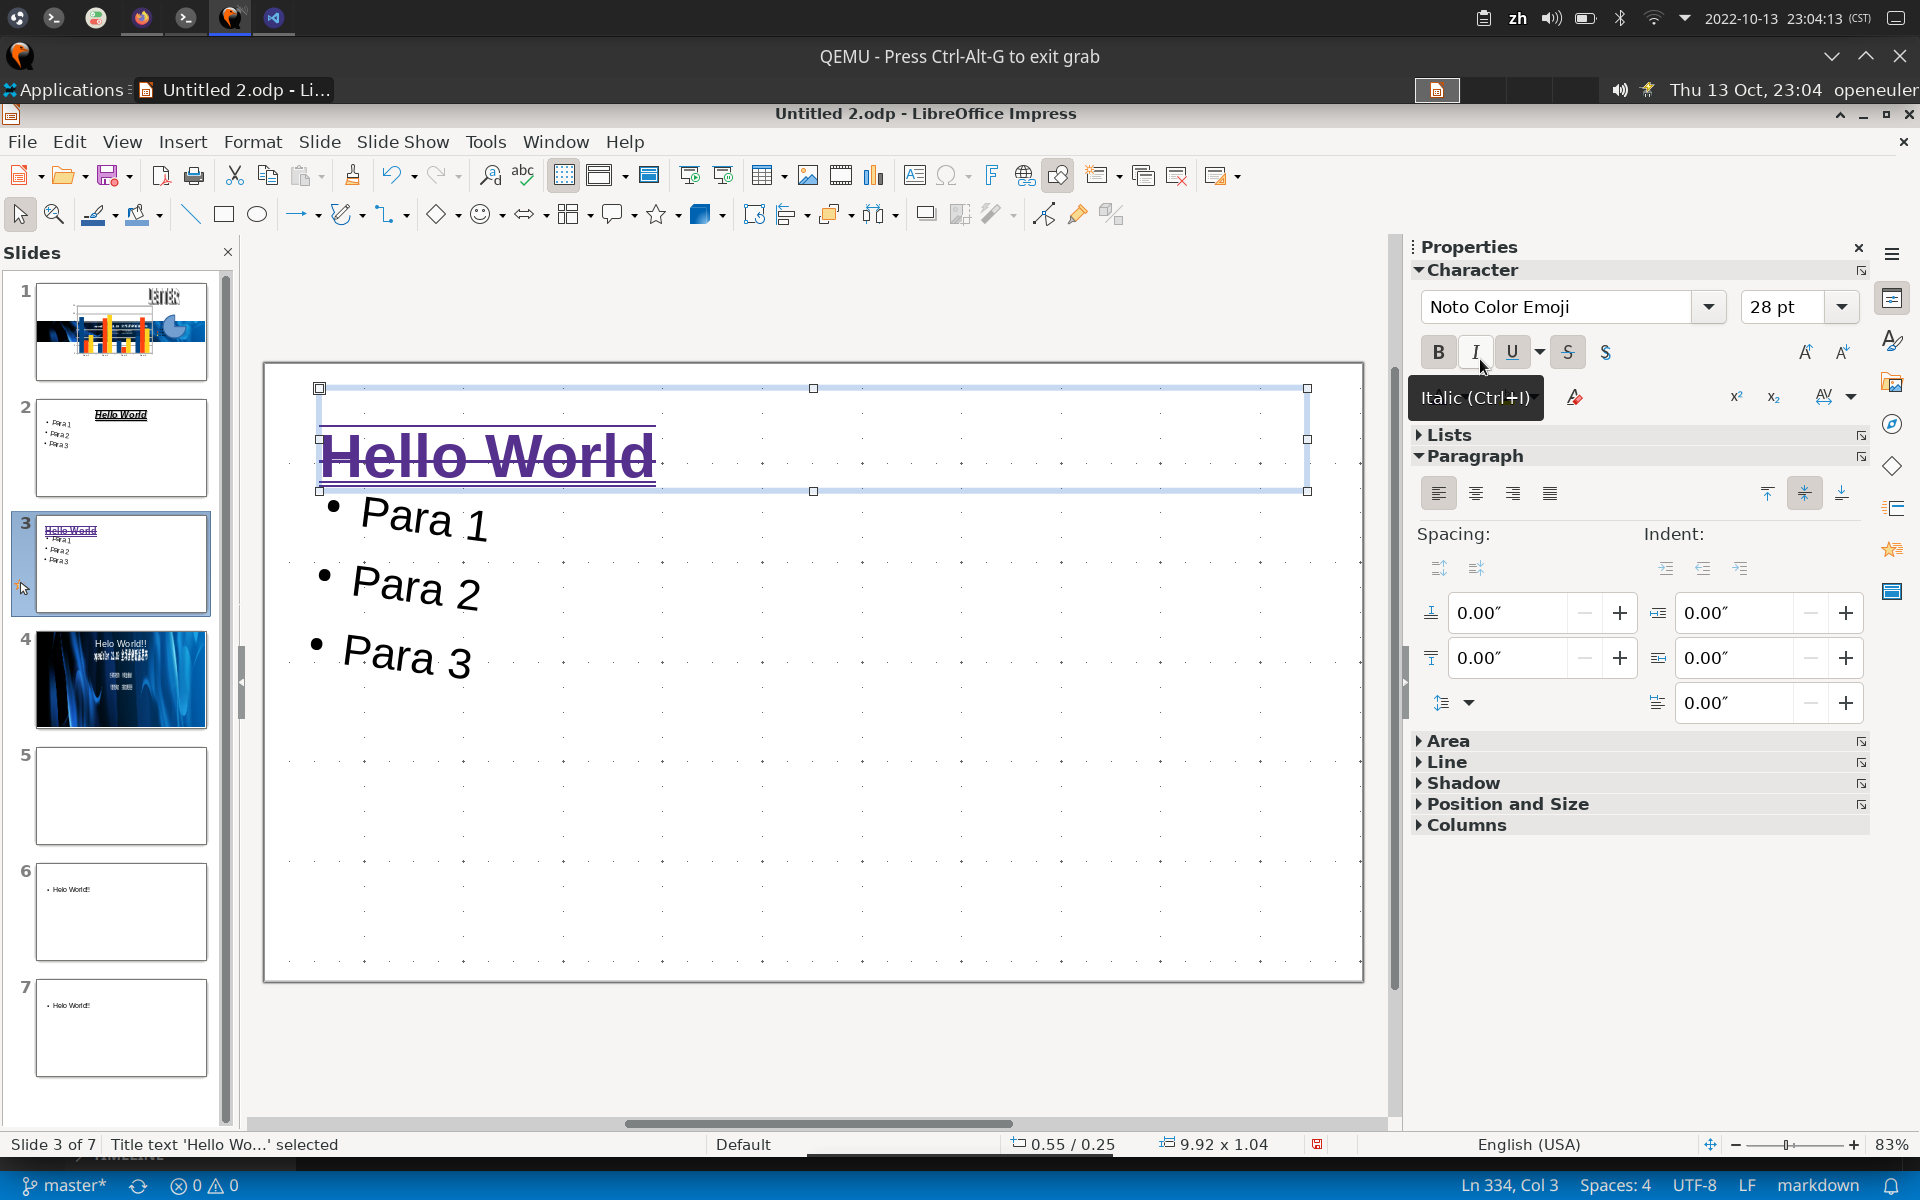 zh
2022-10-13 23:04:13 (CST)
QEMU - Press Ctrl-Alt-G to exit grab
Applications
Untitled 2.odp - Li...
Thu 13 Oct, 23:04 openeuler
Untitled 2.odp - LibreOffice Impress
File Edit View Insert Format Slide Slide Show Tools Window Help
Slides
1
LETTER
2
Hello World
Para 1
Para 2
Para 3
3
Hello World
Para 1
Para 2
Para 3
4
Helo World!!
5
6
• Helo World!!
7
• Helo World!!
Hello World
• Para 1
• Para 2
• Para 3
Properties
Character
Noto Color Emoji
28 pt
Italic (Ctrl+I)
Lists
Paragraph
Spacing: Indent:
0.00″ 0.00″
0.00″ 0.00″
0.00″
Area
Line
Shadow
Position and Size
Columns
Slide 3 of 7 Title text 'Hello Wo...' selected Default 0.55 / 0.25 9.92 x 1.04 English (USA) 83%
TIMELINE
master* 0 0 Ln 334, Col 3 Spaces: 4 UTF-8 LF markdown